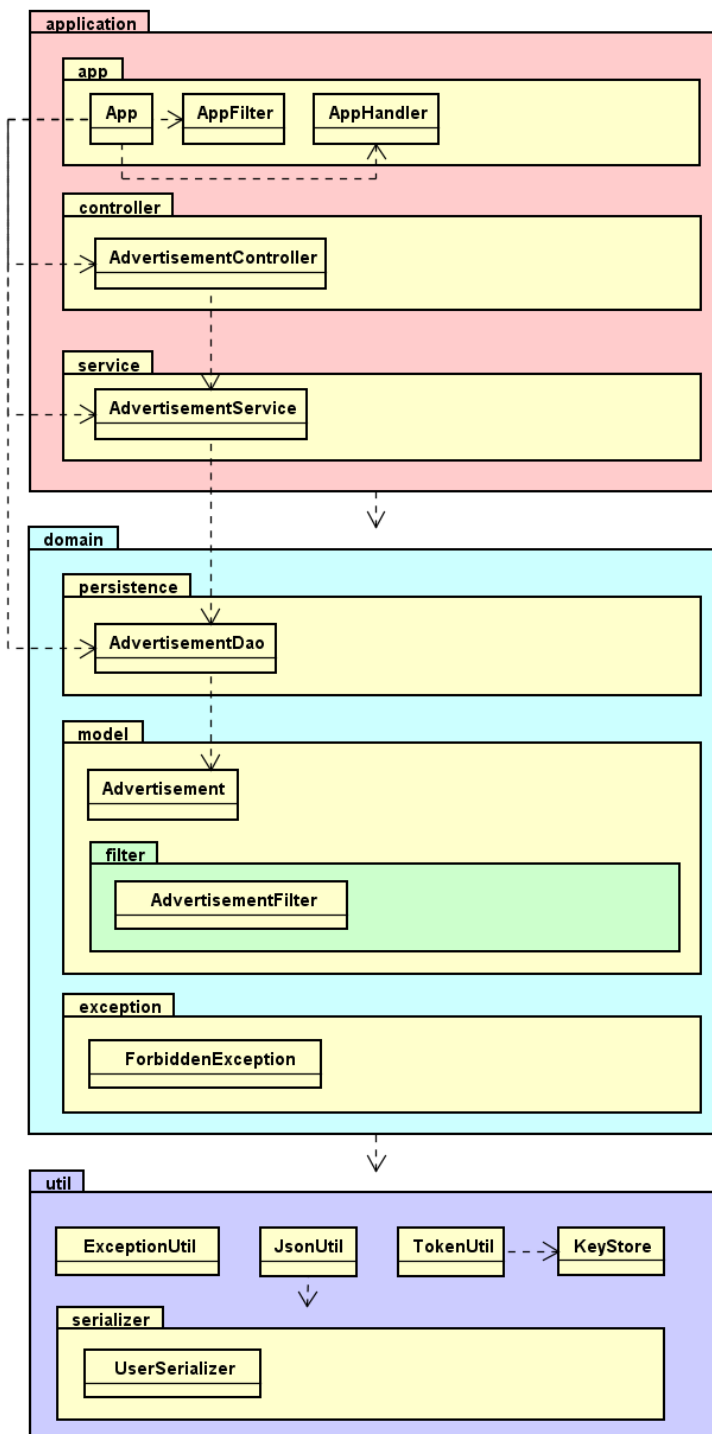 application
app
App
AppFilter
AppHandler
controller
AdvertisementController
service
AdvertisementService
domain
persistence
AdvertisementDao
model
Advertisement
filter
AdvertisementFilter
exception
ForbiddenException
util
ExceptionUtil
JsonUtil
TokenUtil
KeyStore
serializer
UserSerializer